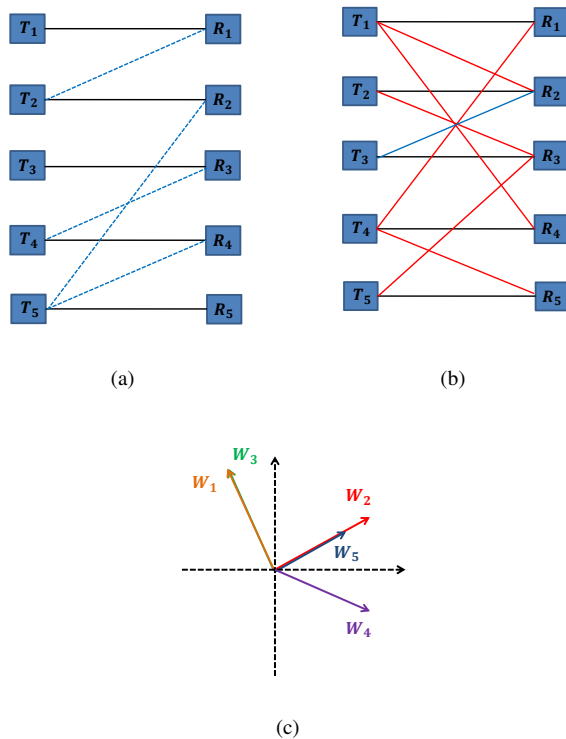 T₁ R₁
T₂ R₂
T₃ R₃
T₄ R₄
T₅ R₅
(a)
T₁ R₁
T₂ R₂
T₃ R₃
T₄ R₄
T₅ R₅
(b)
W₃
W₁
W₂
W₅
W₄
(c)